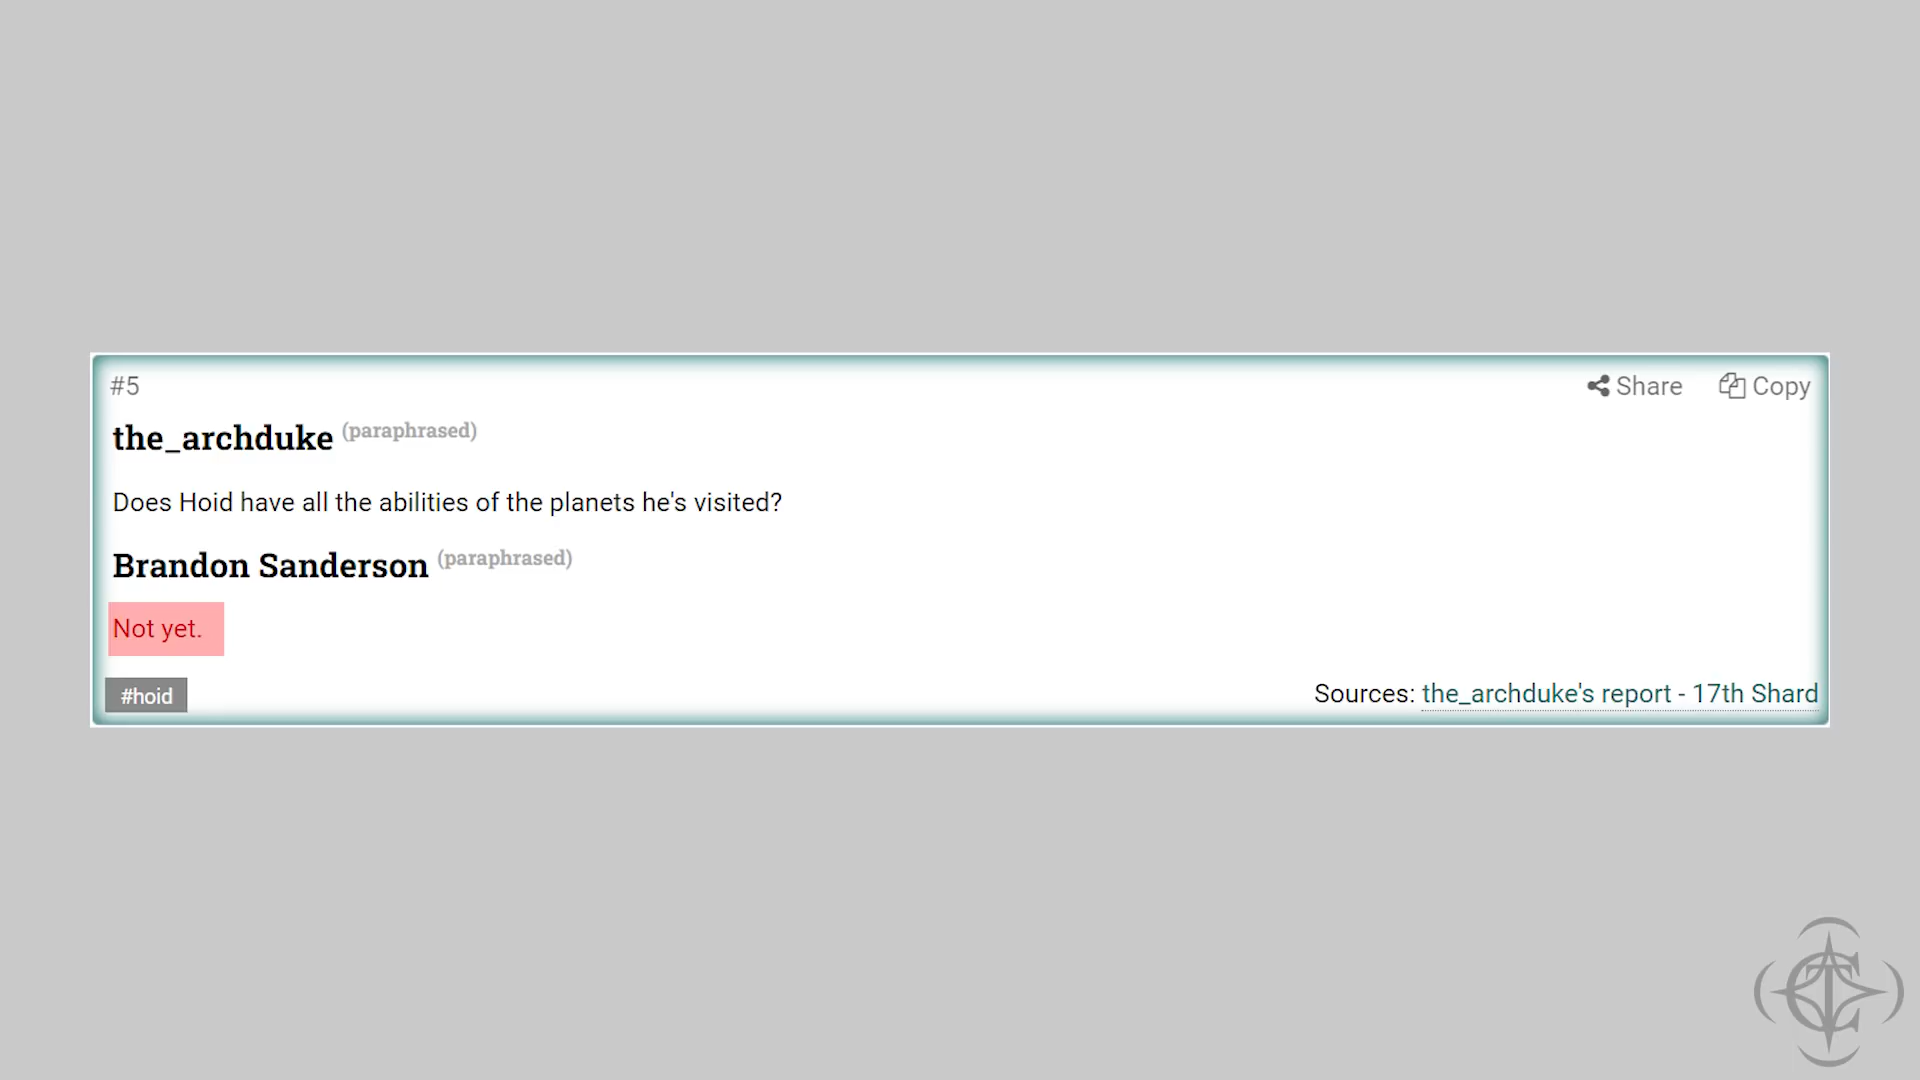 #5
Share Copy
the_archduke (paraphrased)
Does Hoid have all the abilities of the planets he's visited?
Brandon Sanderson (paraphrased)
Not yet.
#hoid
Sources: the_archduke's report - 17th Shard